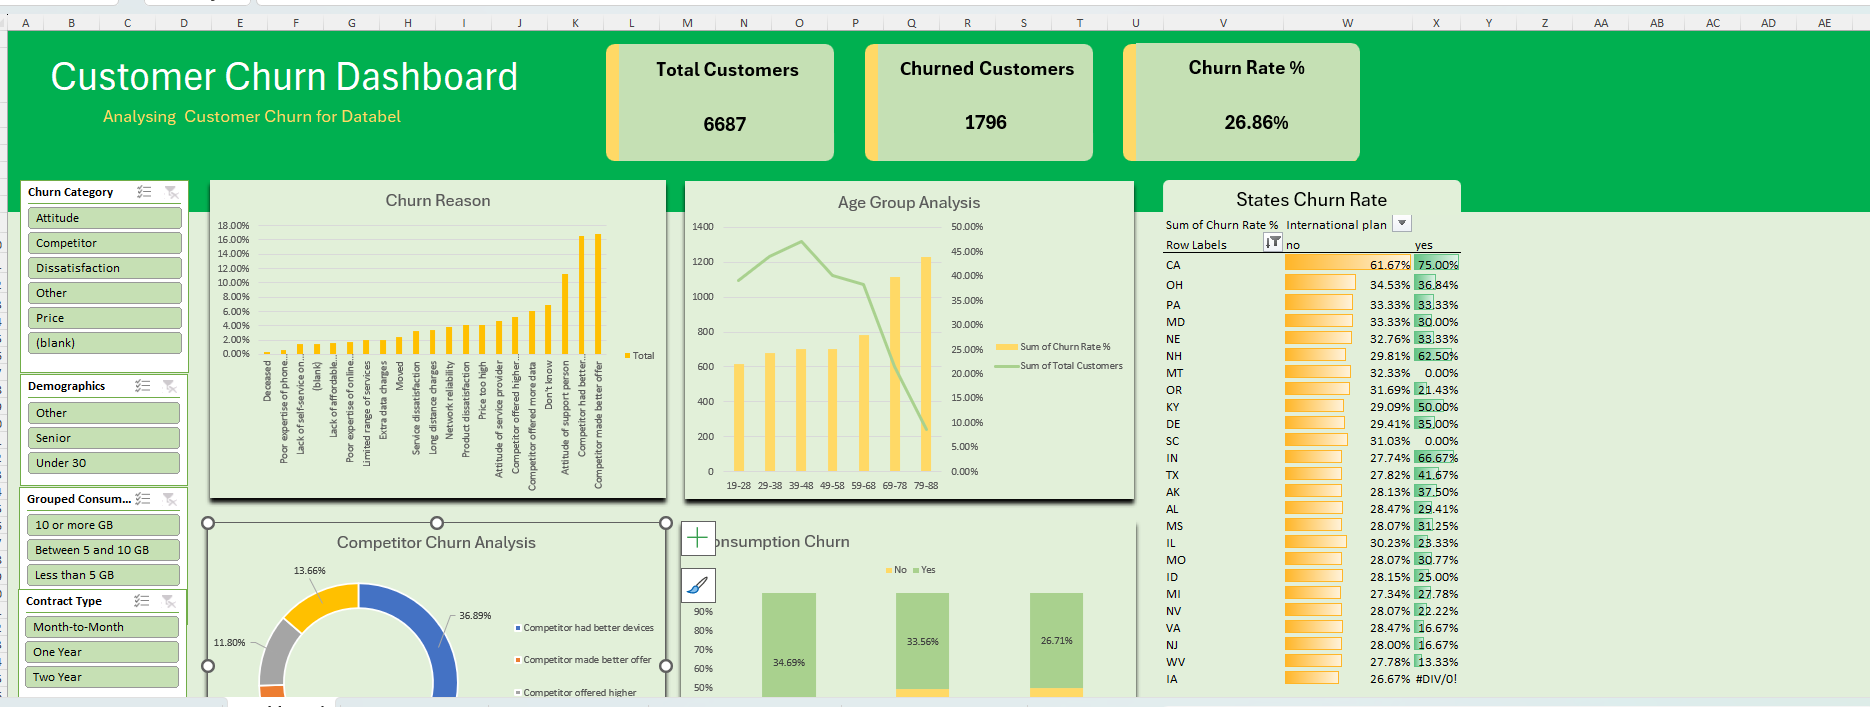 A B C D E F G H I J K L M N O P Q R S T U V W X Y Z AA AB AC AD AE
Customer Churn Dashboard
Analysing Customer Churn for Databel
Total Customers
6687
Churned Customers
1796
Churn Rate %
26.86%
Churn Category
Attitude
Competitor
Dissatisfaction
Other
Price
(blank)
Demographics
Other
Senior
Under 30
Grouped Consum...
10 or more GB
Between 5 and 10 GB
Less than 5 GB
Contract Type
Month-to-Month
One Year
Two Year
Churn Reason
18.00%
16.00%
14.00%
12.00%
10.00%
8.00%
6.00%
4.00%
2.00%
0.00%
Deceased
Poor expertise of phone...
Lack of self-service on...
(blank)
Lack of affordable...
Poor expertise of online...
Limited range of services
Extra data charges
Moved
Service dissatisfaction
Long distance charges
Network reliability
Product dissatisfaction
Price too high
Attitude of service provider
Competitor offered higher...
Competitor offered more data
Don't know
Attitude of support person
Competitor had better...
Competitor made better offer
Total
Age Group Analysis
1400
1200
1000
800
600
400
200
0
50.00%
45.00%
40.00%
35.00%
30.00%
25.00%
20.00%
15.00%
10.00%
5.00%
0.00%
19-28 29-38 39-48 49-58 59-68 69-78 79-88
Sum of Churn Rate %
Sum of Total Customers
Competitor Churn Analysis
13.66%
36.89%
11.80%
Competitor had better devices
Competitor made better offer
Competitor offered higher
onsumption Churn
No Yes
90%
80%
70%
60%
50%
34.69%
33.56%
26.71%
States Churn Rate
Sum of Churn Rate % International plan
Row Labels no yes
CA 61.67% 75.00%
OH 34.53% 36.84%
PA 33.33% 33.33%
MD 33.33% 30.00%
NE 32.76% 33.33%
NH 29.81% 62.50%
MT 32.33% 0.00%
OR 31.69% 21.43%
KY 29.09% 50.00%
DE 29.41% 35.00%
SC 31.03% 0.00%
IN 27.74% 66.67%
TX 27.82% 41.67%
AK 28.13% 37.50%
AL 28.47% 29.41%
MS 28.07% 31.25%
IL 30.23% 23.33%
MO 28.07% 30.77%
ID 28.15% 25.00%
MI 27.34% 27.78%
NV 28.07% 22.22%
VA 28.47% 16.67%
NJ 28.00% 16.67%
WV 27.78% 13.33%
IA 26.67% #DIV/0!